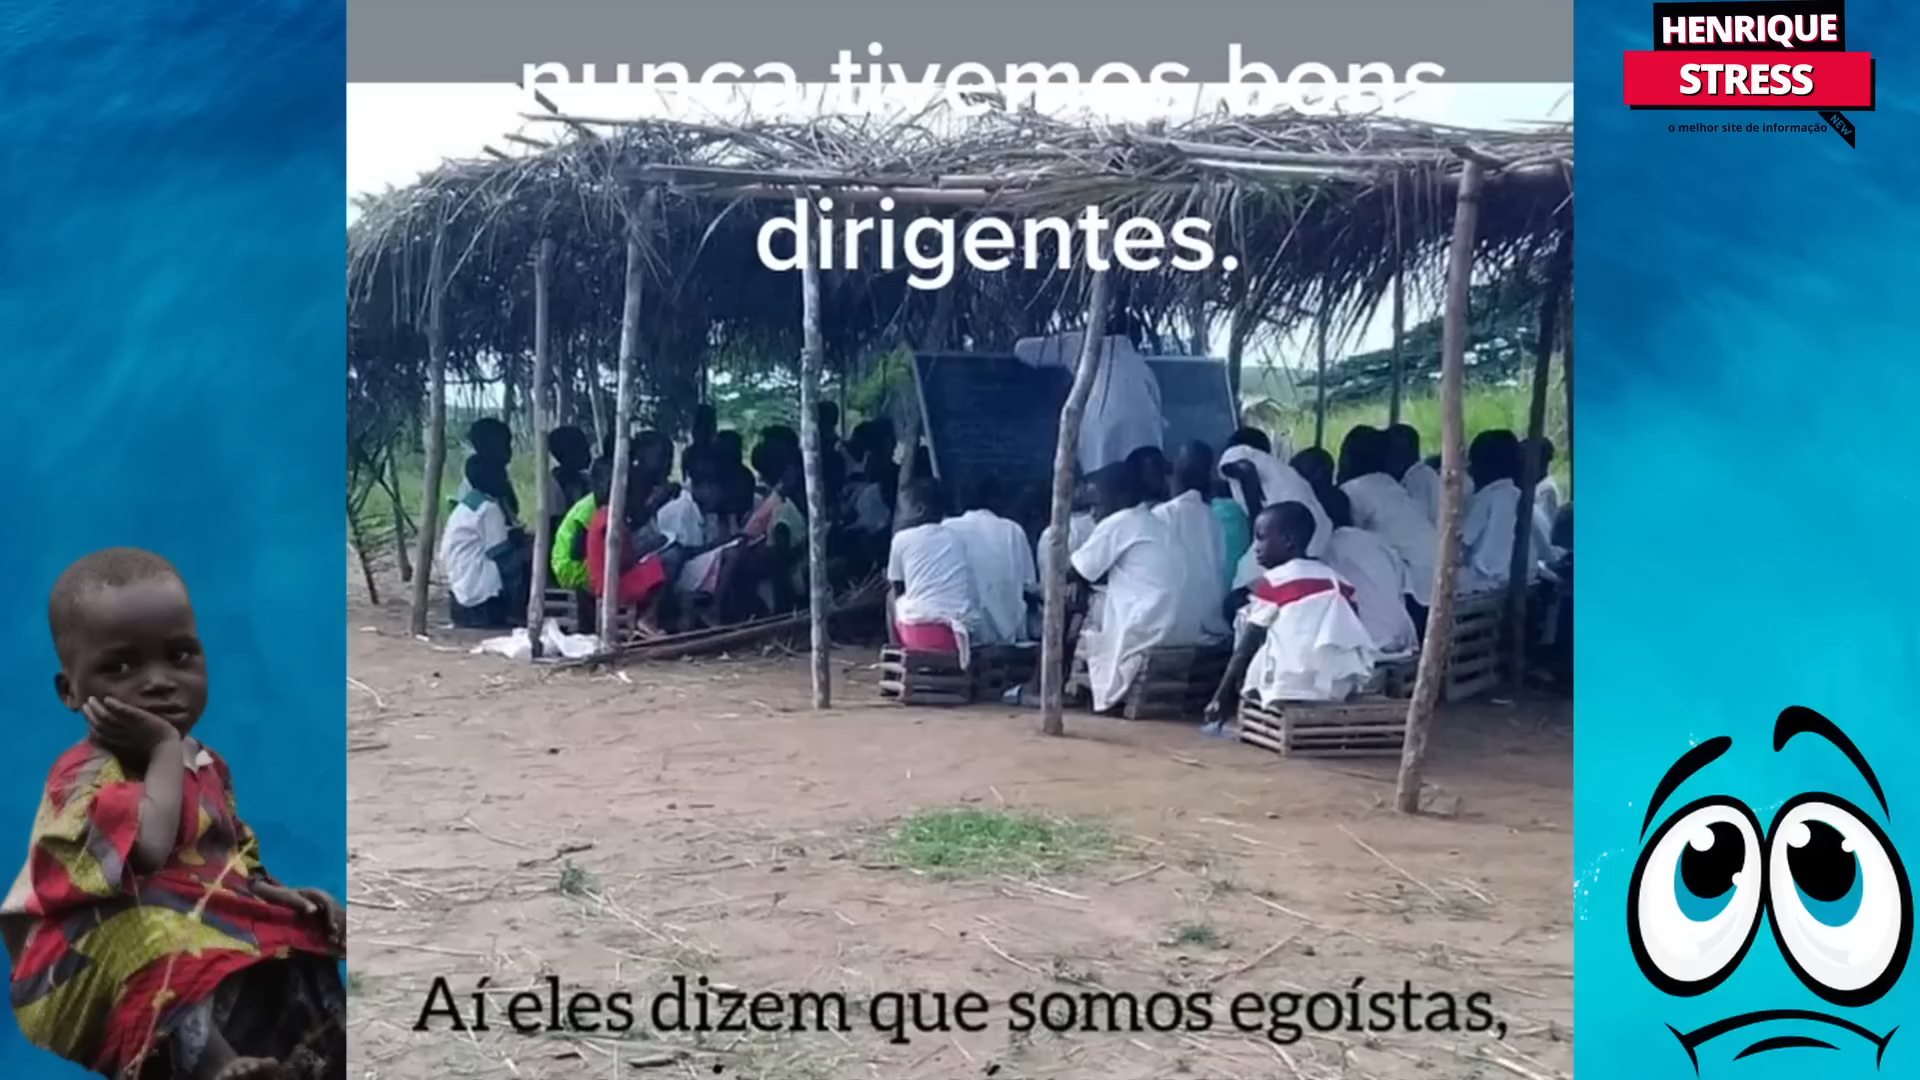 nunca tivemos bons
dirigentes.
HENRIQUE
STRESS
o melhor site de informação
NEW
Aí eles dizem que somos egoístas,